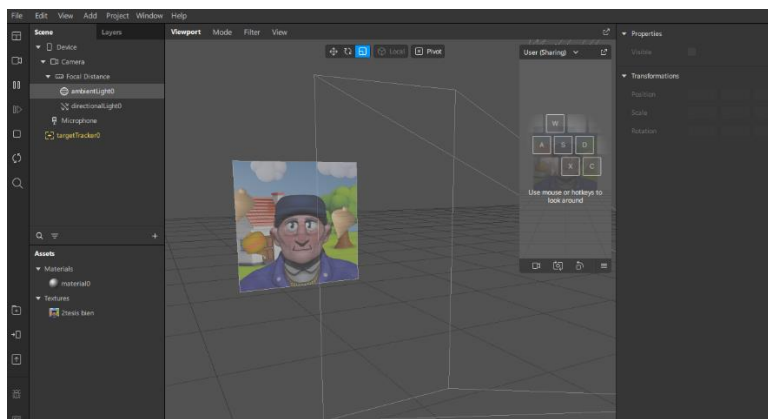 File Edit View Add Project Window Help
Scene Layers
Device
Camera
Focal Distance
ambientLight0
directionalLight0
Microphone
targetTracker0
Assets
Materials
material0
Textures
2tesis bien
Viewport Mode Filter View
Local Pivot
User (Sharing)
W
A S D
X C
Use mouse or hotkeys to
look around
Properties
Visible
Transformations
Position
Scale
Rotation